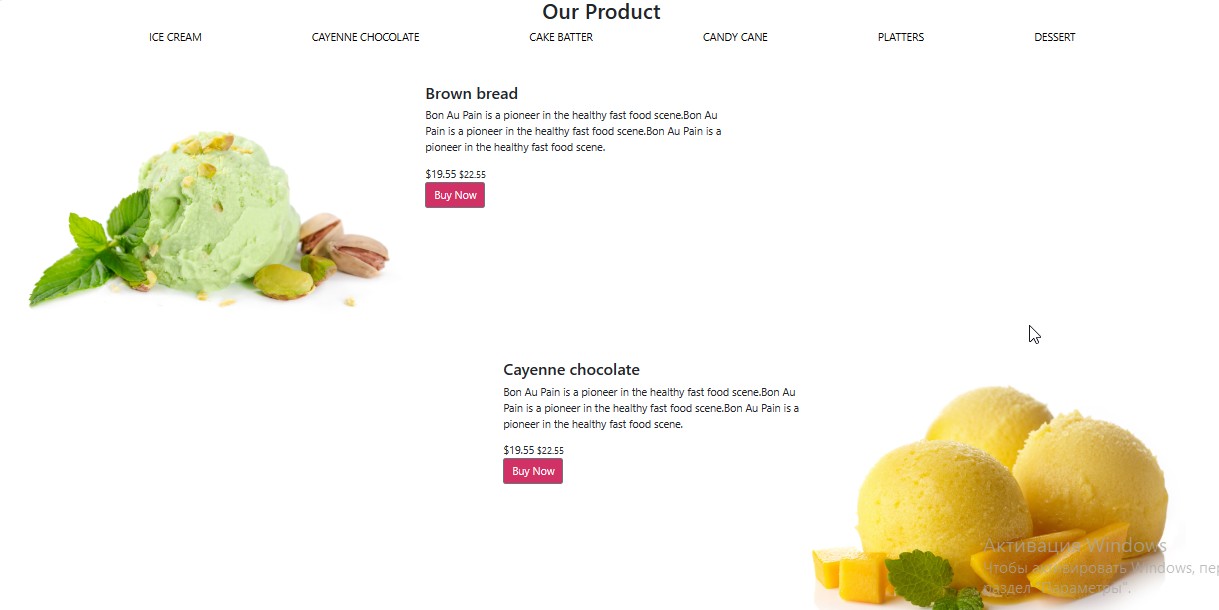 Our Product
ICE CREAM CAYENNE CHOCOLATE CAKE BATTER CANDY CANE PLATTERS DESSERT
Brown bread
Bon Au Pain is a pioneer in the healthy fast food scene.Bon Au
Pain is a pioneer in the healthy fast food scene.Bon Au Pain is a
pioneer in the healthy fast food scene.
$19.55 $22.55
Buy Now
Cayenne chocolate
Bon Au Pain is a pioneer in the healthy fast food scene.Bon Au
Pain is a pioneer in the healthy fast food scene.Bon Au Pain is a
pioneer in the healthy fast food scene.
$19.55 $22.55
Buy Now
Активация Windows
Чтобы активировать Windows, пер
раздел "Параметры".